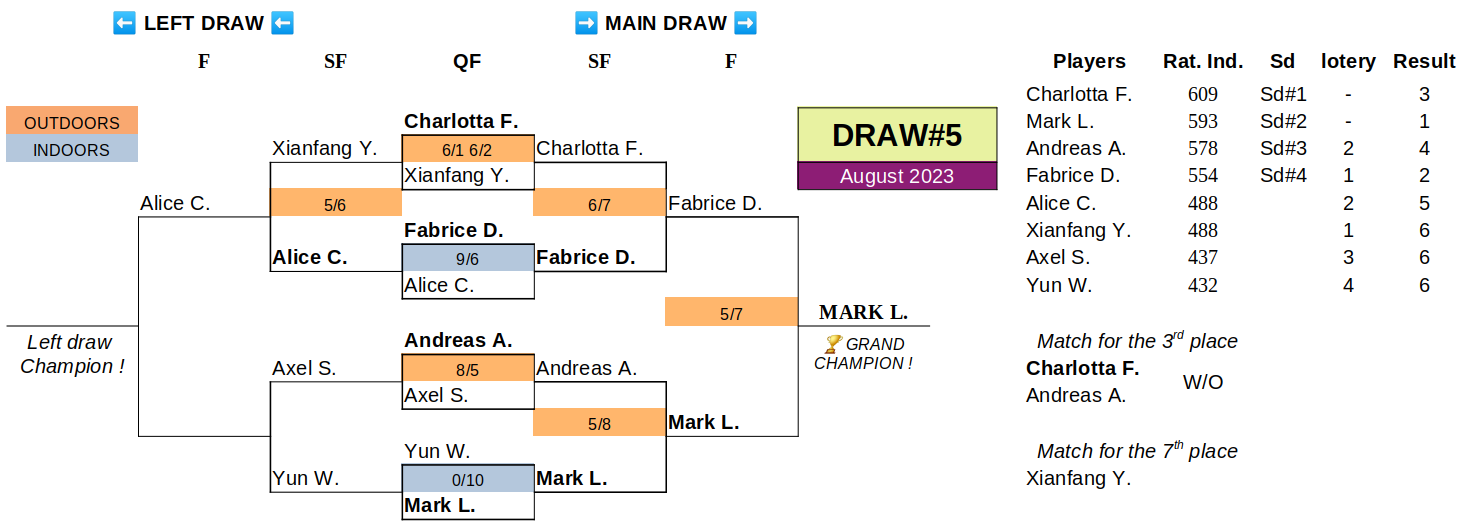 ⬅ LEFT DRAW ⬅ ➡ MAIN DRAW ➡
F SF QF SF F
Players Rat. Ind. Sd lotery Result
OUTDOORS
INDOORS
Charlotta F.
Xianfang Y. 6/1 6/2 Charlotta F.
Xianfang Y.
Alice C. 5/6 6/7 Fabrice D.
Fabrice D.
Alice C. 9/6 Fabrice D.
Alice C.
5/7 MARK L.
Left draw
Champion !
🏆 GRAND
CHAMPION !
Andreas A.
Axel S. 8/5 Andreas A.
Axel S.
5/8 Mark L.
Yun W.
Yun W. 0/10 Mark L.
Mark L.
DRAW#5
August 2023
Charlotta F. 609 Sd#1 - 3
Mark L. 593 Sd#2 - 1
Andreas A. 578 Sd#3 2 4
Fabrice D. 554 Sd#4 1 2
Alice C. 488 2 5
Xianfang Y. 488 1 6
Axel S. 437 3 6
Yun W. 432 4 6
Match for the 3rd place
Charlotta F.
W/O
Andreas A.
Match for the 7th place
Xianfang Y.